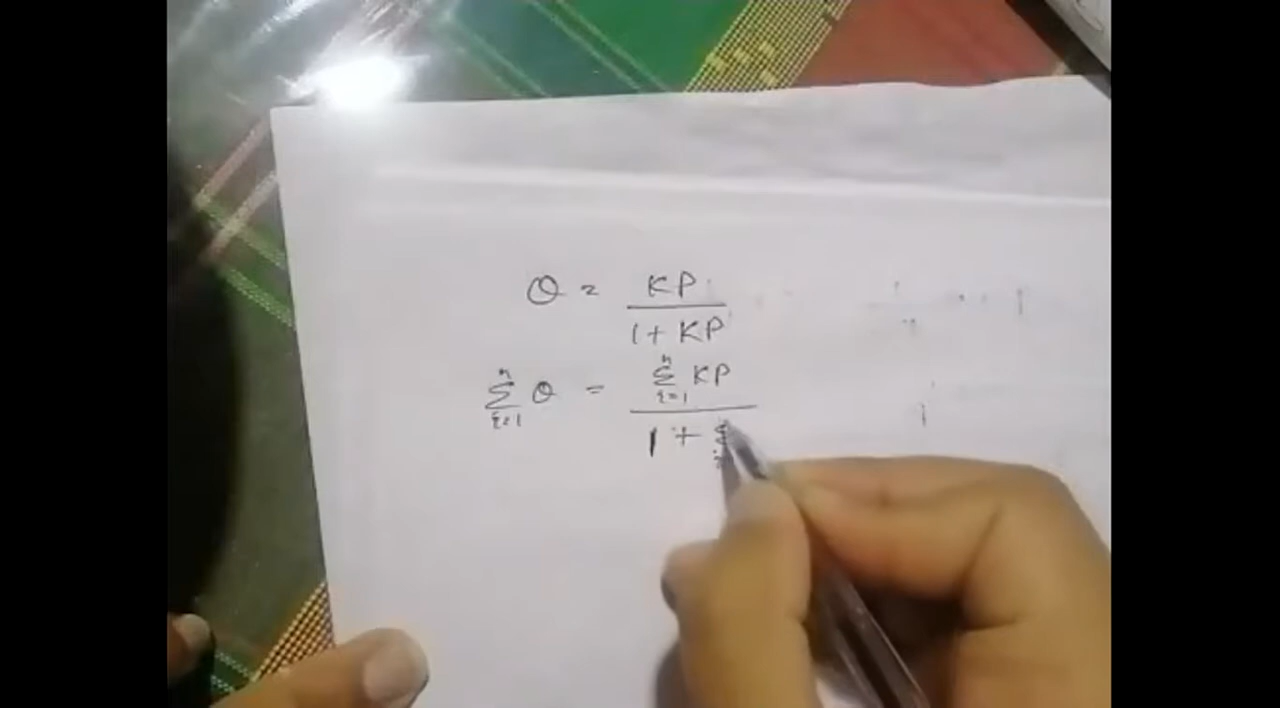 θ = KP / 1 + KP
n Σ i=1 θ = n Σ i=1 KP / 1 + Σ